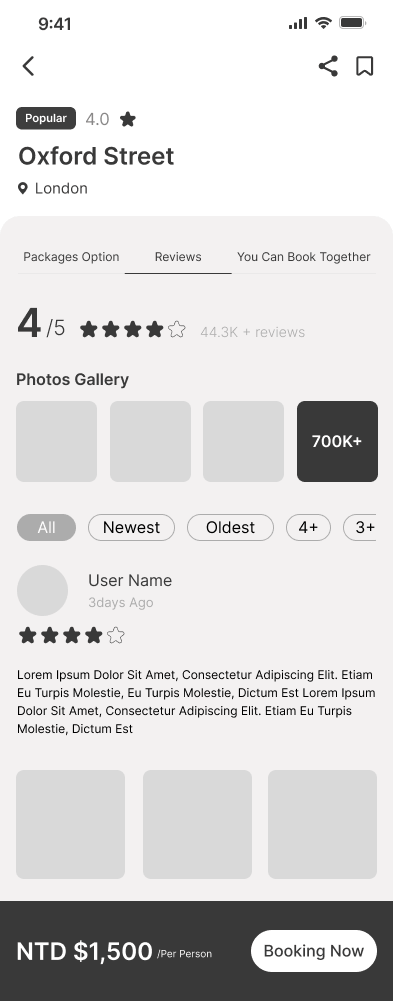 9:41
Popular 4.0
Oxford Street
London
Packages Option Reviews You Can Book Together
4 /5 44.3K + reviews
Photos Gallery
700K+
All Newest Oldest 4+ 3+
User Name
3days Ago
Lorem Ipsum Dolor Sit Amet, Consectetur Adipiscing Elit. Etiam
Eu Turpis Molestie, Eu Turpis Molestie, Dictum Est Lorem Ipsum
Dolor Sit Amet, Consectetur Adipiscing Elit. Etiam Eu Turpis
Molestie, Dictum Est
NTD $1,500 /Per Person Booking Now